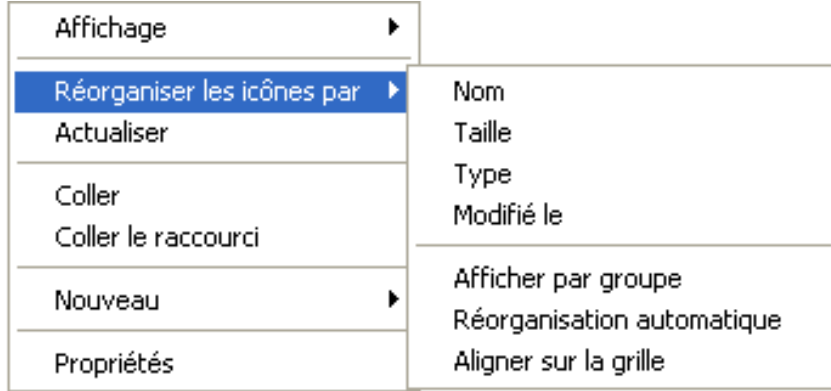 Affichage
Réorganiser les icônes par
Actualiser
Coller
Coller le raccourci
Nouveau
Propriétés
Nom
Taille
Type
Modifié le
Afficher par groupe
Réorganisation automatique
Aligner sur la grille